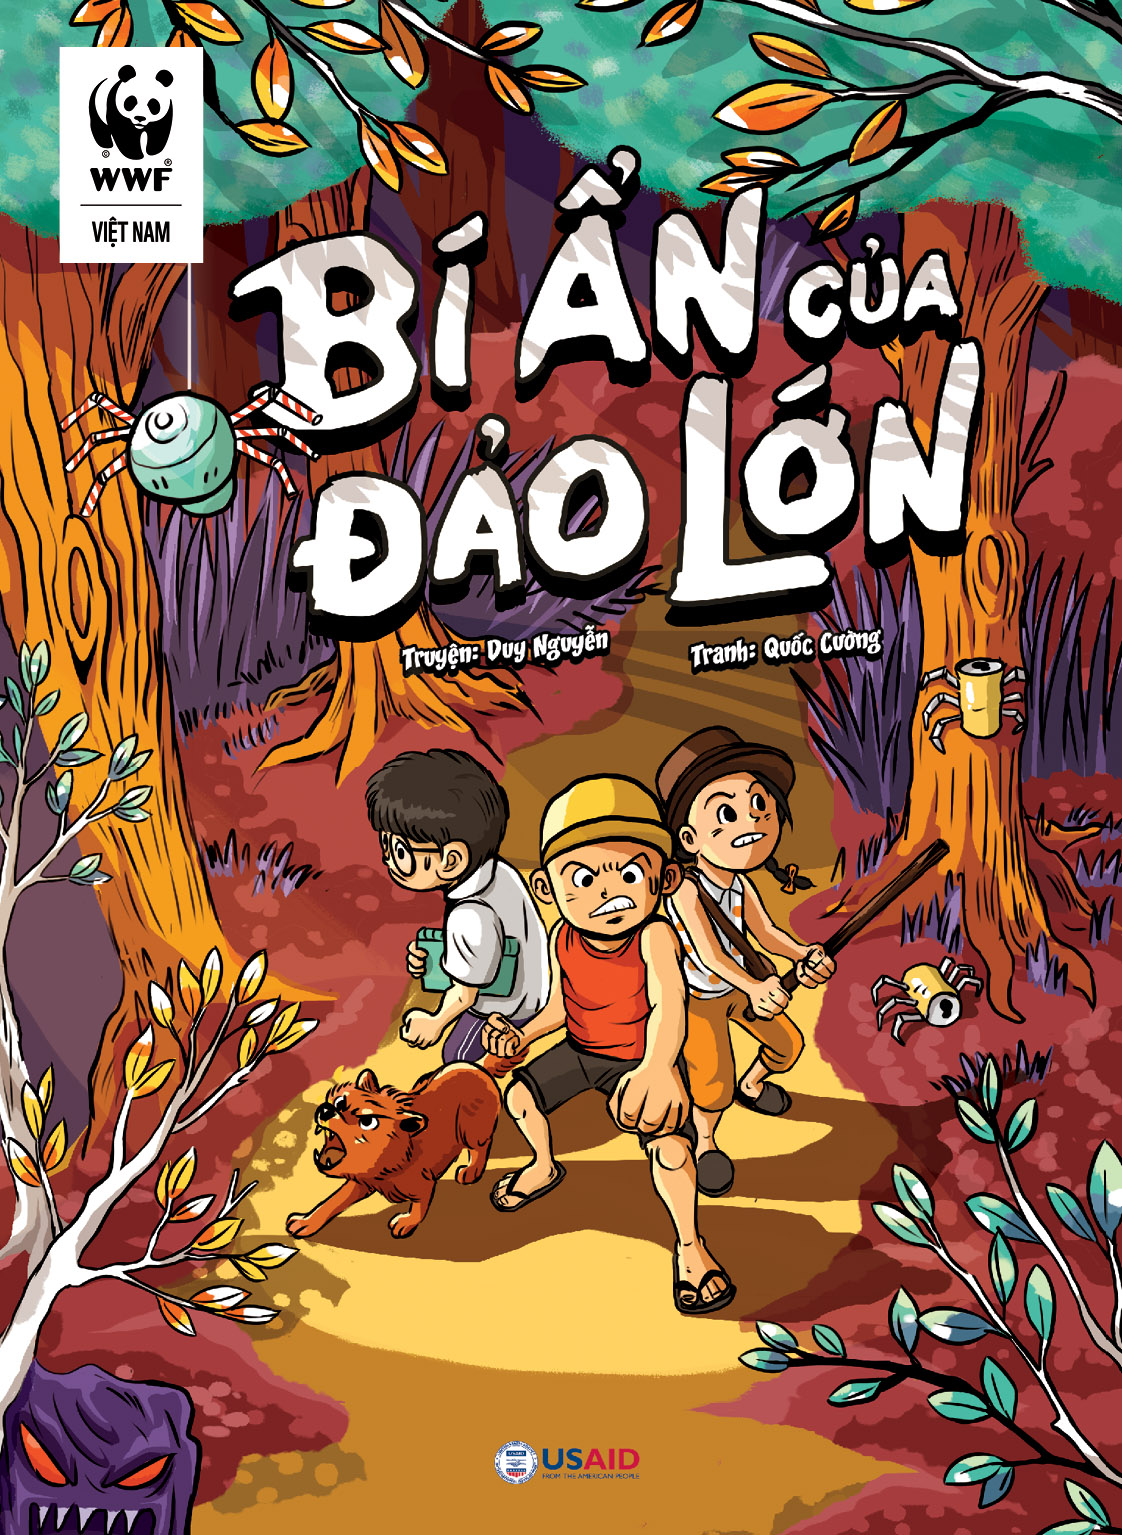 WWF
VIỆT NAM
BÍ ẨN CỦA
ĐẢO LỚN
Truyện: Duy Nguyễn
Tranh: Quốc Cường
USAID
FROM THE AMERICAN PEOPLE